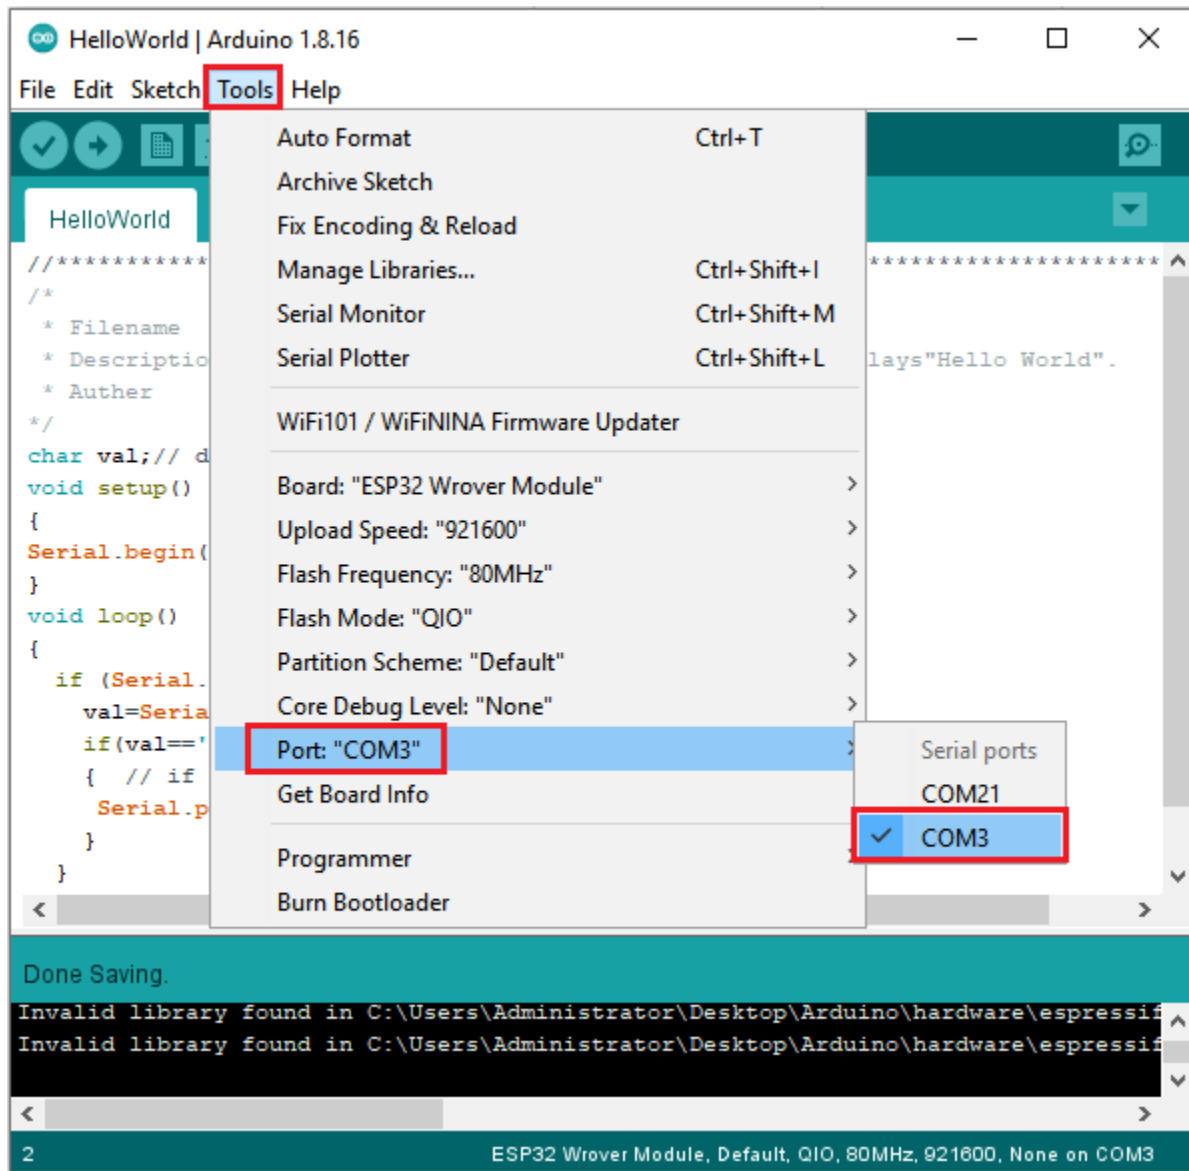 HelloWorld | Arduino 1.8.16
File Edit Sketch Tools Help
Auto Format Ctrl+T
Archive Sketch
Fix Encoding & Reload
Manage Libraries... Ctrl+Shift+I
Serial Monitor Ctrl+Shift+M
Serial Plotter Ctrl+Shift+L
WiFi101 / WiFiNINA Firmware Updater
Board: "ESP32 Wrover Module"
Upload Speed: "921600"
Flash Frequency: "80MHz"
Flash Mode: "QIO"
Partition Scheme: "Default"
Core Debug Level: "None"
Port: "COM3"
Get Board Info
Programmer
Burn Bootloader
Serial ports
COM21
COM3
HelloWorld
//*********** *********************
/*
* Filename
* Descriptio lays"Hello World".
* Auther
*/
char val;// d
void setup()
{
Serial.begin(
}
void loop()
{
if (Serial.
val=Seria
if(val=='
{ // if
Serial.p
}
}
Done Saving.
Invalid library found in C:\Users\Administrator\Desktop\Arduino\hardware\espressif
Invalid library found in C:\Users\Administrator\Desktop\Arduino\hardware\espressif
2 ESP32 Wrover Module, Default, QIO, 80MHz, 921600, None on COM3